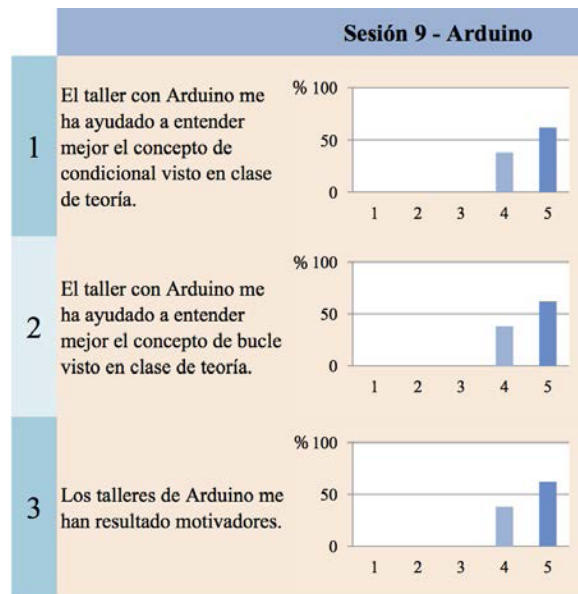 Sesión 9 - Arduino
1
El taller con Arduino me
ha ayudado a entender
mejor el concepto de
condicional visto en clase
de teoría.
% 100
50
0
1 2 3 4 5
2
El taller con Arduino me
ha ayudado a entender
mejor el concepto de bucle
visto en clase de teoría.
% 100
50
0
1 2 3 4 5
3
Los talleres de Arduino me
han resultado motivadores.
% 100
50
0
1 2 3 4 5